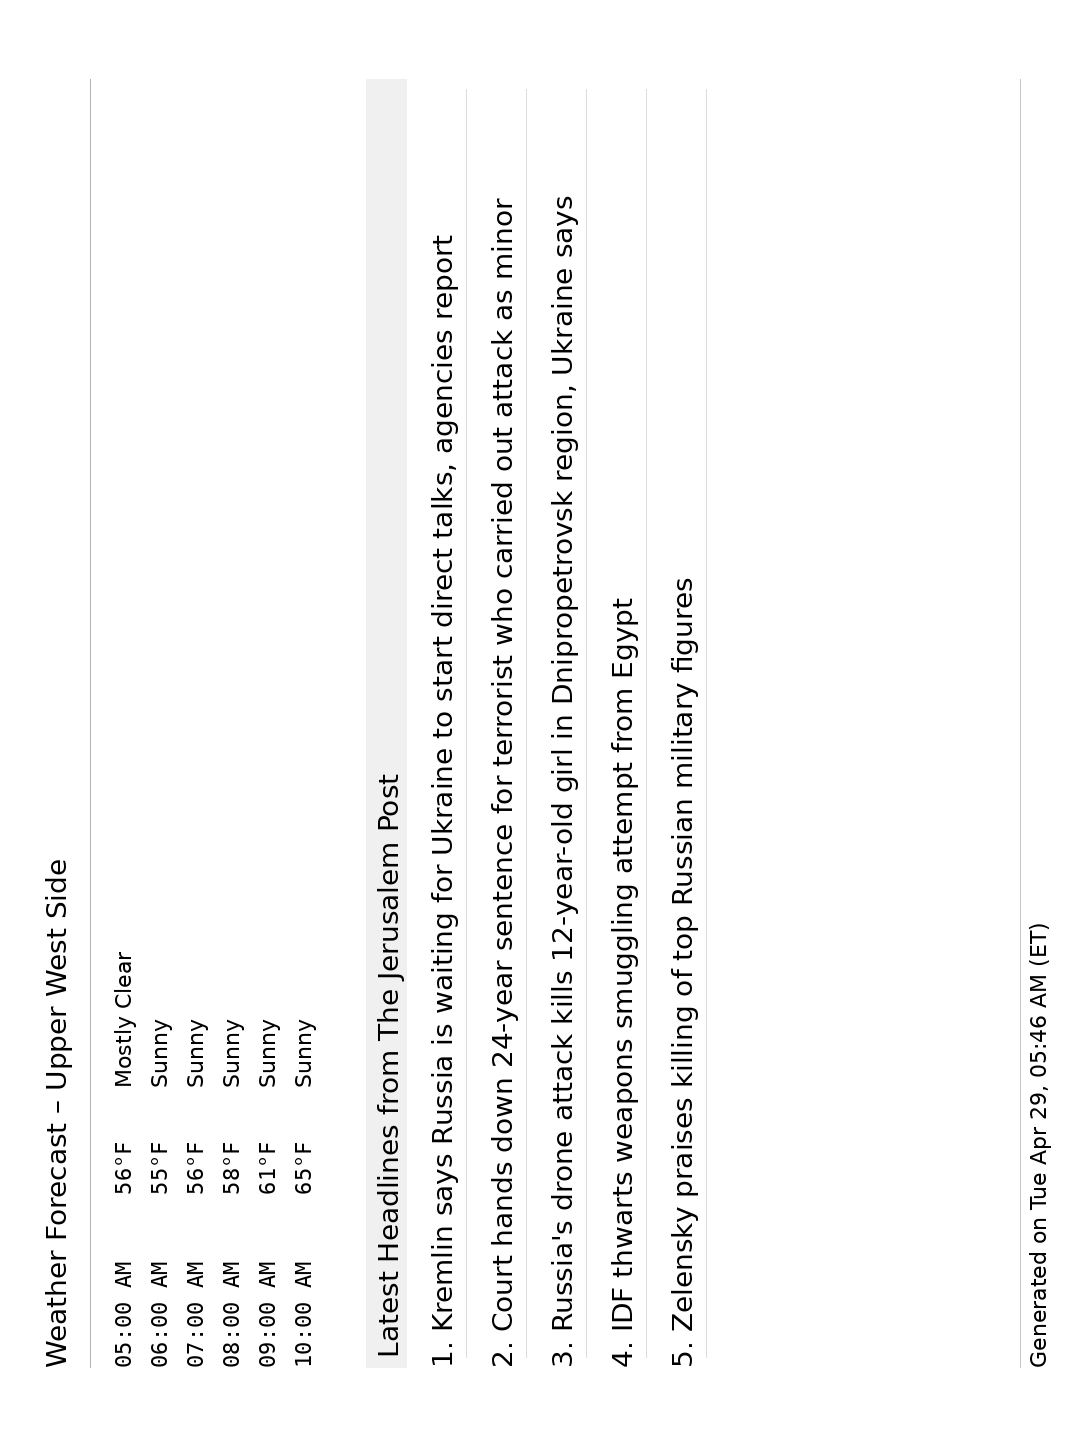 Weather Forecast – Upper West Side
05:00 AM 56°F Mostly Clear
06:00 AM 55°F Sunny
07:00 AM 56°F Sunny
08:00 AM 58°F Sunny
09:00 AM 61°F Sunny
10:00 AM 65°F Sunny
Latest Headlines from The Jerusalem Post
1. Kremlin says Russia is waiting for Ukraine to start direct talks, agencies report
2. Court hands down 24-year sentence for terrorist who carried out attack as minor
3. Russia's drone attack kills 12-year-old girl in Dnipropetrovsk region, Ukraine says
4. IDF thwarts weapons smuggling attempt from Egypt
5. Zelensky praises killing of top Russian military figures
Generated on Tue Apr 29, 05:46 AM (ET)